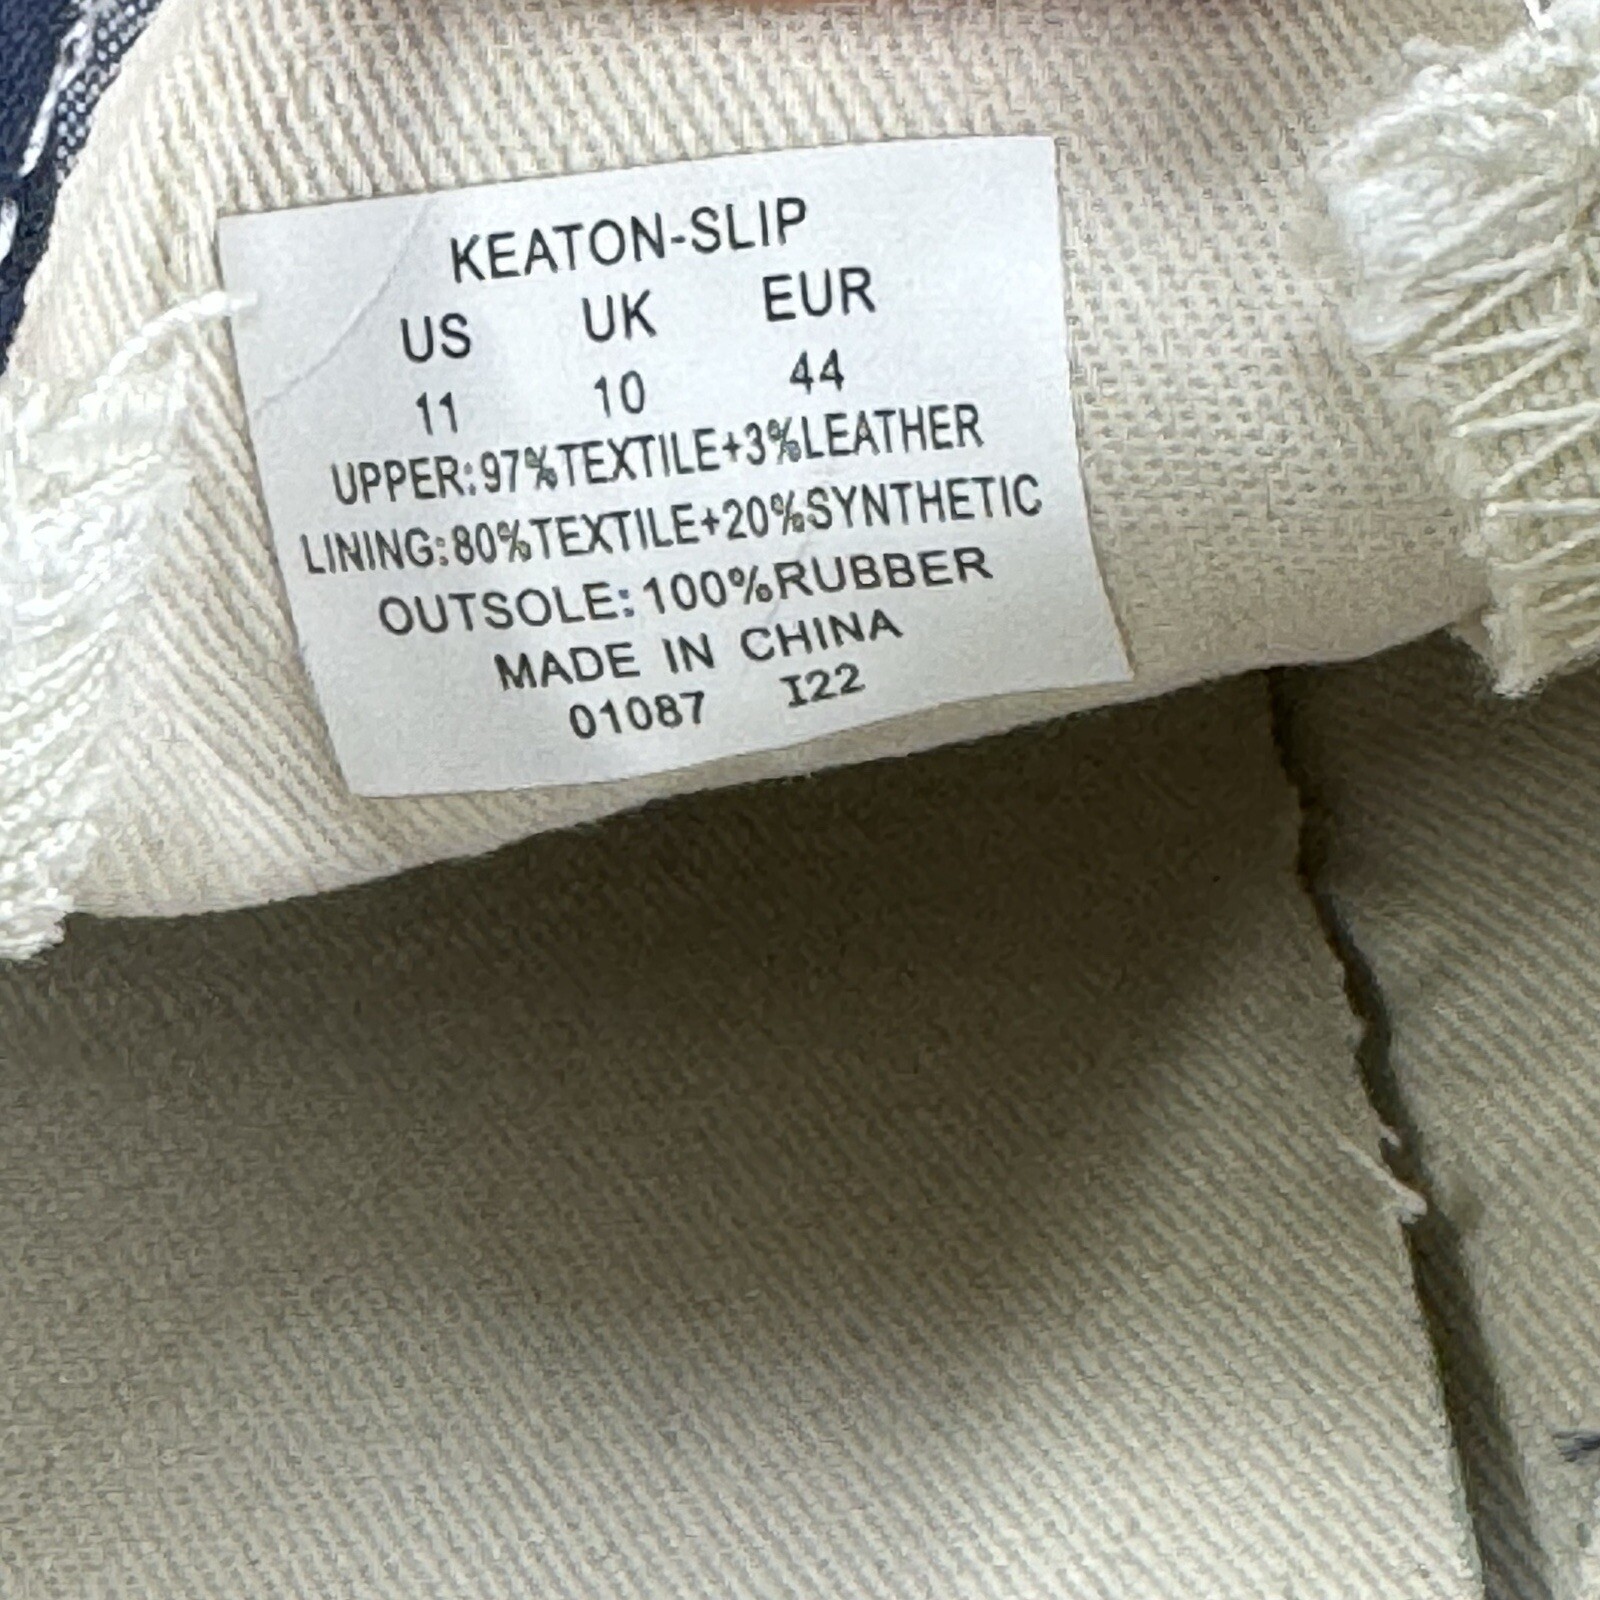 KEATON-SLIP
US UK EUR
11 10 44
UPPER:97%TEXTILE+3%LEATHER
LINING:80%TEXTILE+20%SYNTHETIC
OUTSOLE:100%RUBBER
MADE IN CHINA
01087 I22